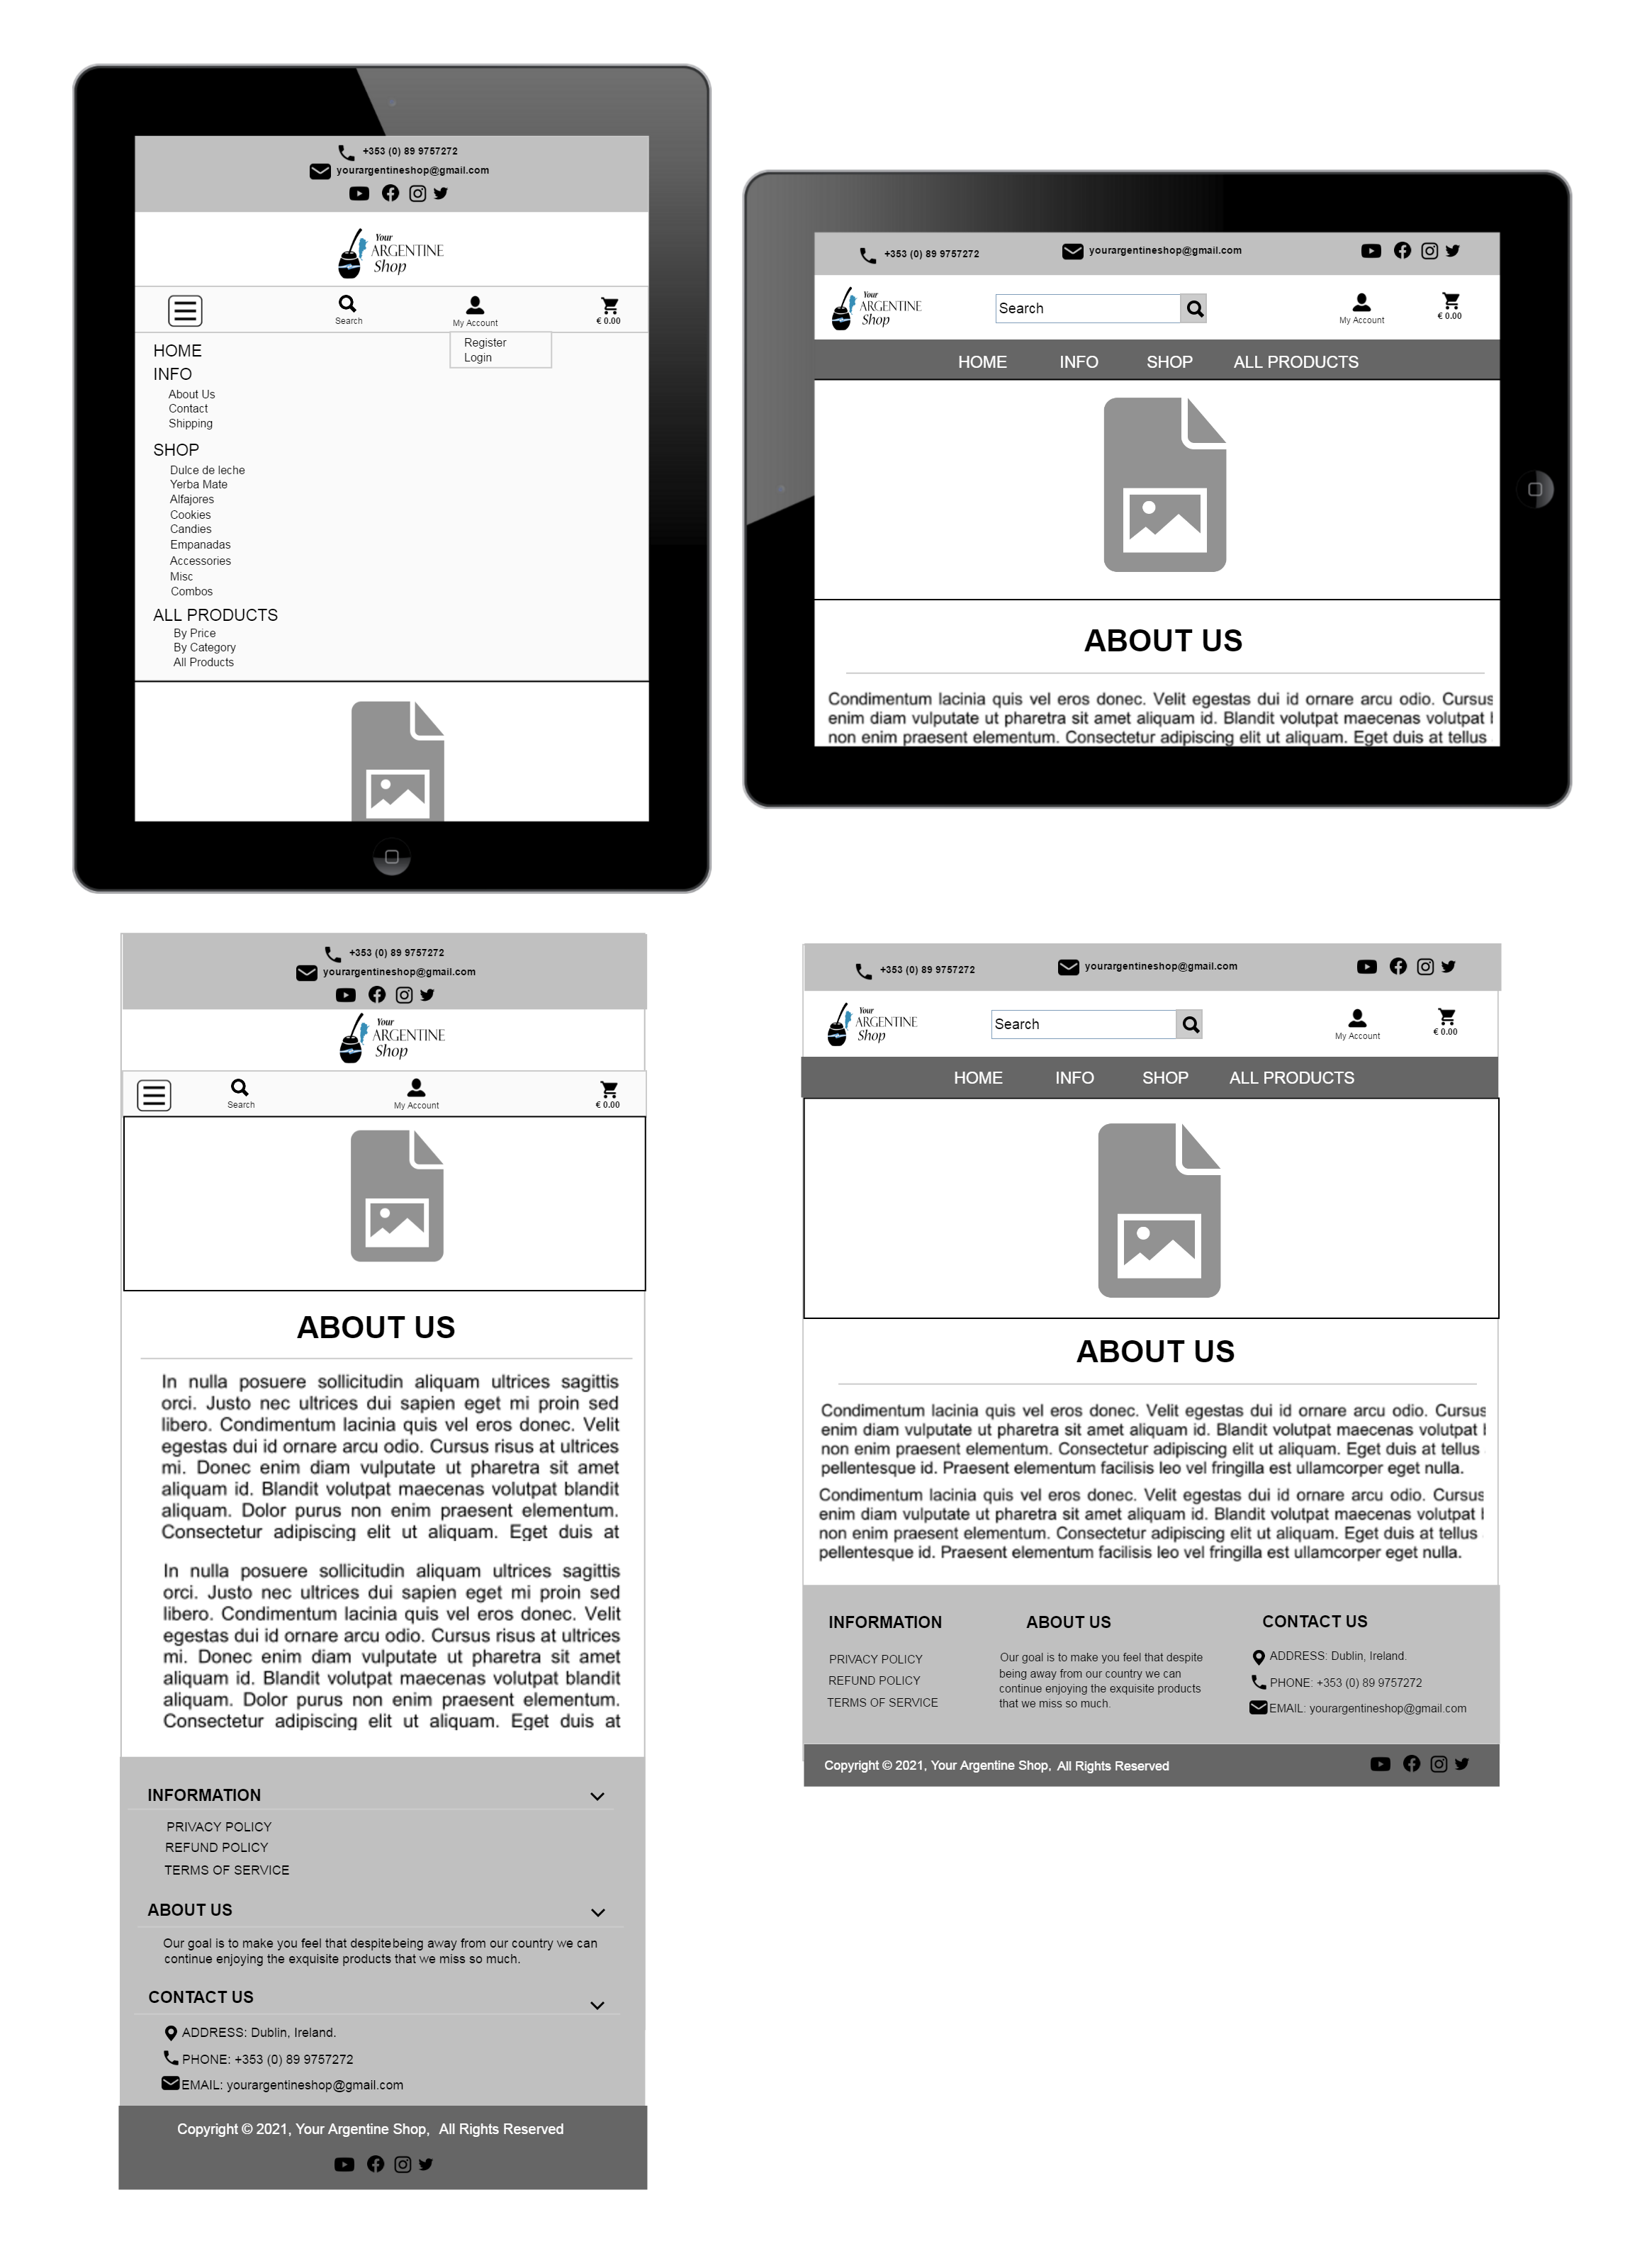 +353 (0) 89 9757272
yourargentineshop@gmail.com
Your
ARGENTINE
Shop
Search
My Account
€ 0.00
Register
Login
HOME
INFO
About Us
Contact
Shipping
SHOP
Dulce de leche
Yerba Mate
Alfajores
Cookies
Candies
Empanadas
Accessories
Misc
Combos
ALL PRODUCTS
By Price
By Category
All Products
+353 (0) 89 9757272
yourargentineshop@gmail.com
Your
ARGENTINE
Shop
Search
My Account
€ 0.00
HOME INFO SHOP ALL PRODUCTS
ABOUT US
Condimentum lacinia quis vel eros donec. Velit egestas dui id ornare arcu odio. Cursus
enim diam vulputate ut pharetra sit amet aliquam id. Blandit volutpat maecenas volutpat
non enim praesent elementum. Consectetur adipiscing elit ut aliquam. Eget duis at tellus
+353 (0) 89 9757272
yourargentineshop@gmail.com
Your
ARGENTINE
Shop
Search
My Account
€ 0.00
ABOUT US
In nulla posuere sollicitudin aliquam ultrices sagittis
orci. Justo nec ultrices dui sapien eget mi proin sed
libero. Condimentum lacinia quis vel eros donec. Velit
egestas dui id ornare arcu odio. Cursus risus at ultrices
mi. Donec enim diam vulputate ut pharetra sit amet
aliquam id. Blandit volutpat maecenas volutpat blandit
aliquam. Dolor purus non enim praesent elementum.
Consectetur adipiscing elit ut aliquam. Eget duis at
In nulla posuere sollicitudin aliquam ultrices sagittis
orci. Justo nec ultrices dui sapien eget mi proin sed
libero. Condimentum lacinia quis vel eros donec. Velit
egestas dui id ornare arcu odio. Cursus risus at ultrices
mi. Donec enim diam vulputate ut pharetra sit amet
aliquam id. Blandit volutpat maecenas volutpat blandit
aliquam. Dolor purus non enim praesent elementum.
Consectetur adipiscing elit ut aliquam. Eget duis at
INFORMATION
PRIVACY POLICY
REFUND POLICY
TERMS OF SERVICE
ABOUT US
Our goal is to make you feel that despitebeing away from our country we can
continue enjoying the exquisite products that we miss so much.
CONTACT US
ADDRESS: Dublin, Ireland.
PHONE: +353 (0) 89 9757272
EMAIL: yourargentineshop@gmail.com
Copyright © 2021, Your Argentine Shop, All Rights Reserved
+353 (0) 89 9757272
yourargentineshop@gmail.com
Your
ARGENTINE
Shop
Search
My Account
€ 0.00
HOME INFO SHOP ALL PRODUCTS
ABOUT US
Condimentum lacinia quis vel eros donec. Velit egestas dui id ornare arcu odio. Cursus
enim diam vulputate ut pharetra sit amet aliquam id. Blandit volutpat maecenas volutpat
non enim praesent elementum. Consectetur adipiscing elit ut aliquam. Eget duis at tellus
pellentesque id. Praesent elementum facilisis leo vel fringilla est ullamcorper eget nulla.
Condimentum lacinia quis vel eros donec. Velit egestas dui id ornare arcu odio. Cursus
enim diam vulputate ut pharetra sit amet aliquam id. Blandit volutpat maecenas volutpat
non enim praesent elementum. Consectetur adipiscing elit ut aliquam. Eget duis at tellus
pellentesque id. Praesent elementum facilisis leo vel fringilla est ullamcorper eget nulla.
INFORMATION
PRIVACY POLICY
REFUND POLICY
TERMS OF SERVICE
ABOUT US
Our goal is to make you feel that despite
being away from our country we can
continue enjoying the exquisite products
that we miss so much.
CONTACT US
ADDRESS: Dublin, Ireland.
PHONE: +353 (0) 89 9757272
EMAIL: yourargentineshop@gmail.com
Copyright © 2021, Your Argentine Shop, All Rights Reserved